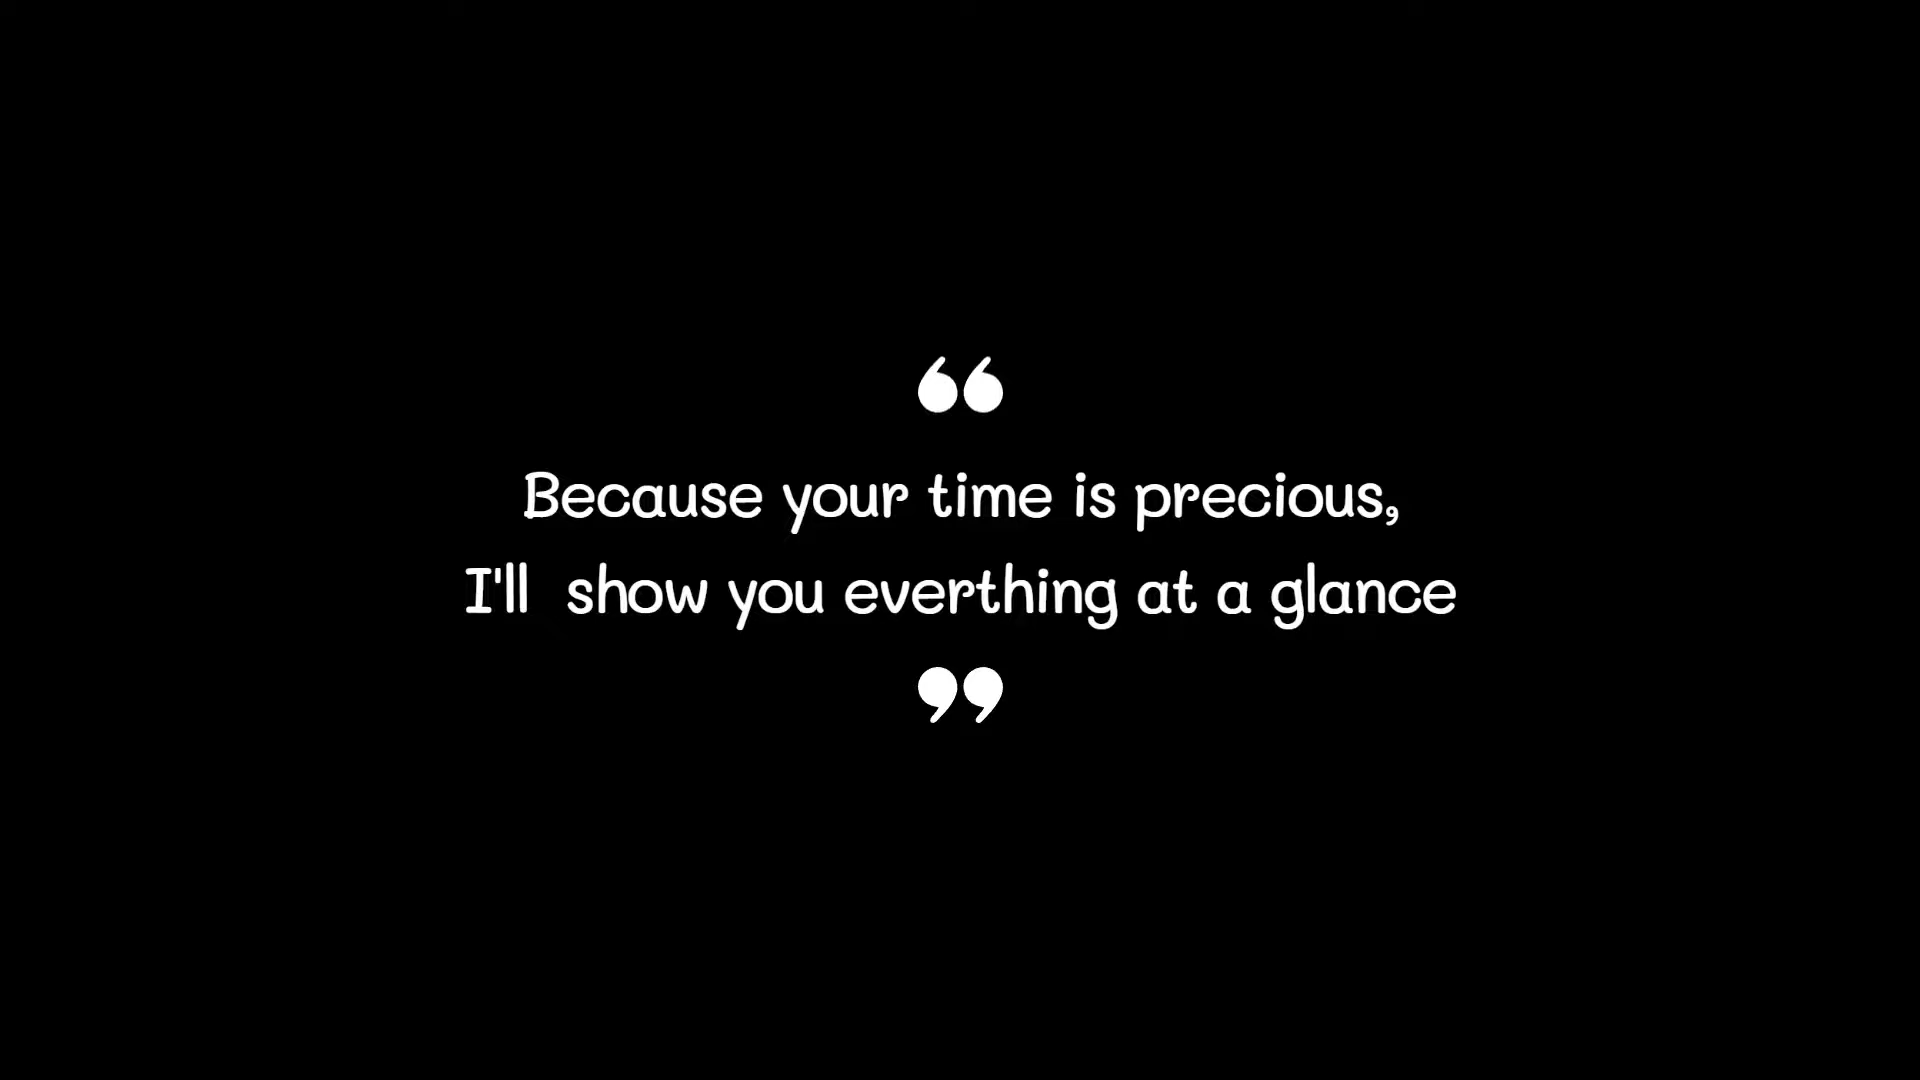 “
Because your time is precious,
I'll  show you everthing at a glance
”